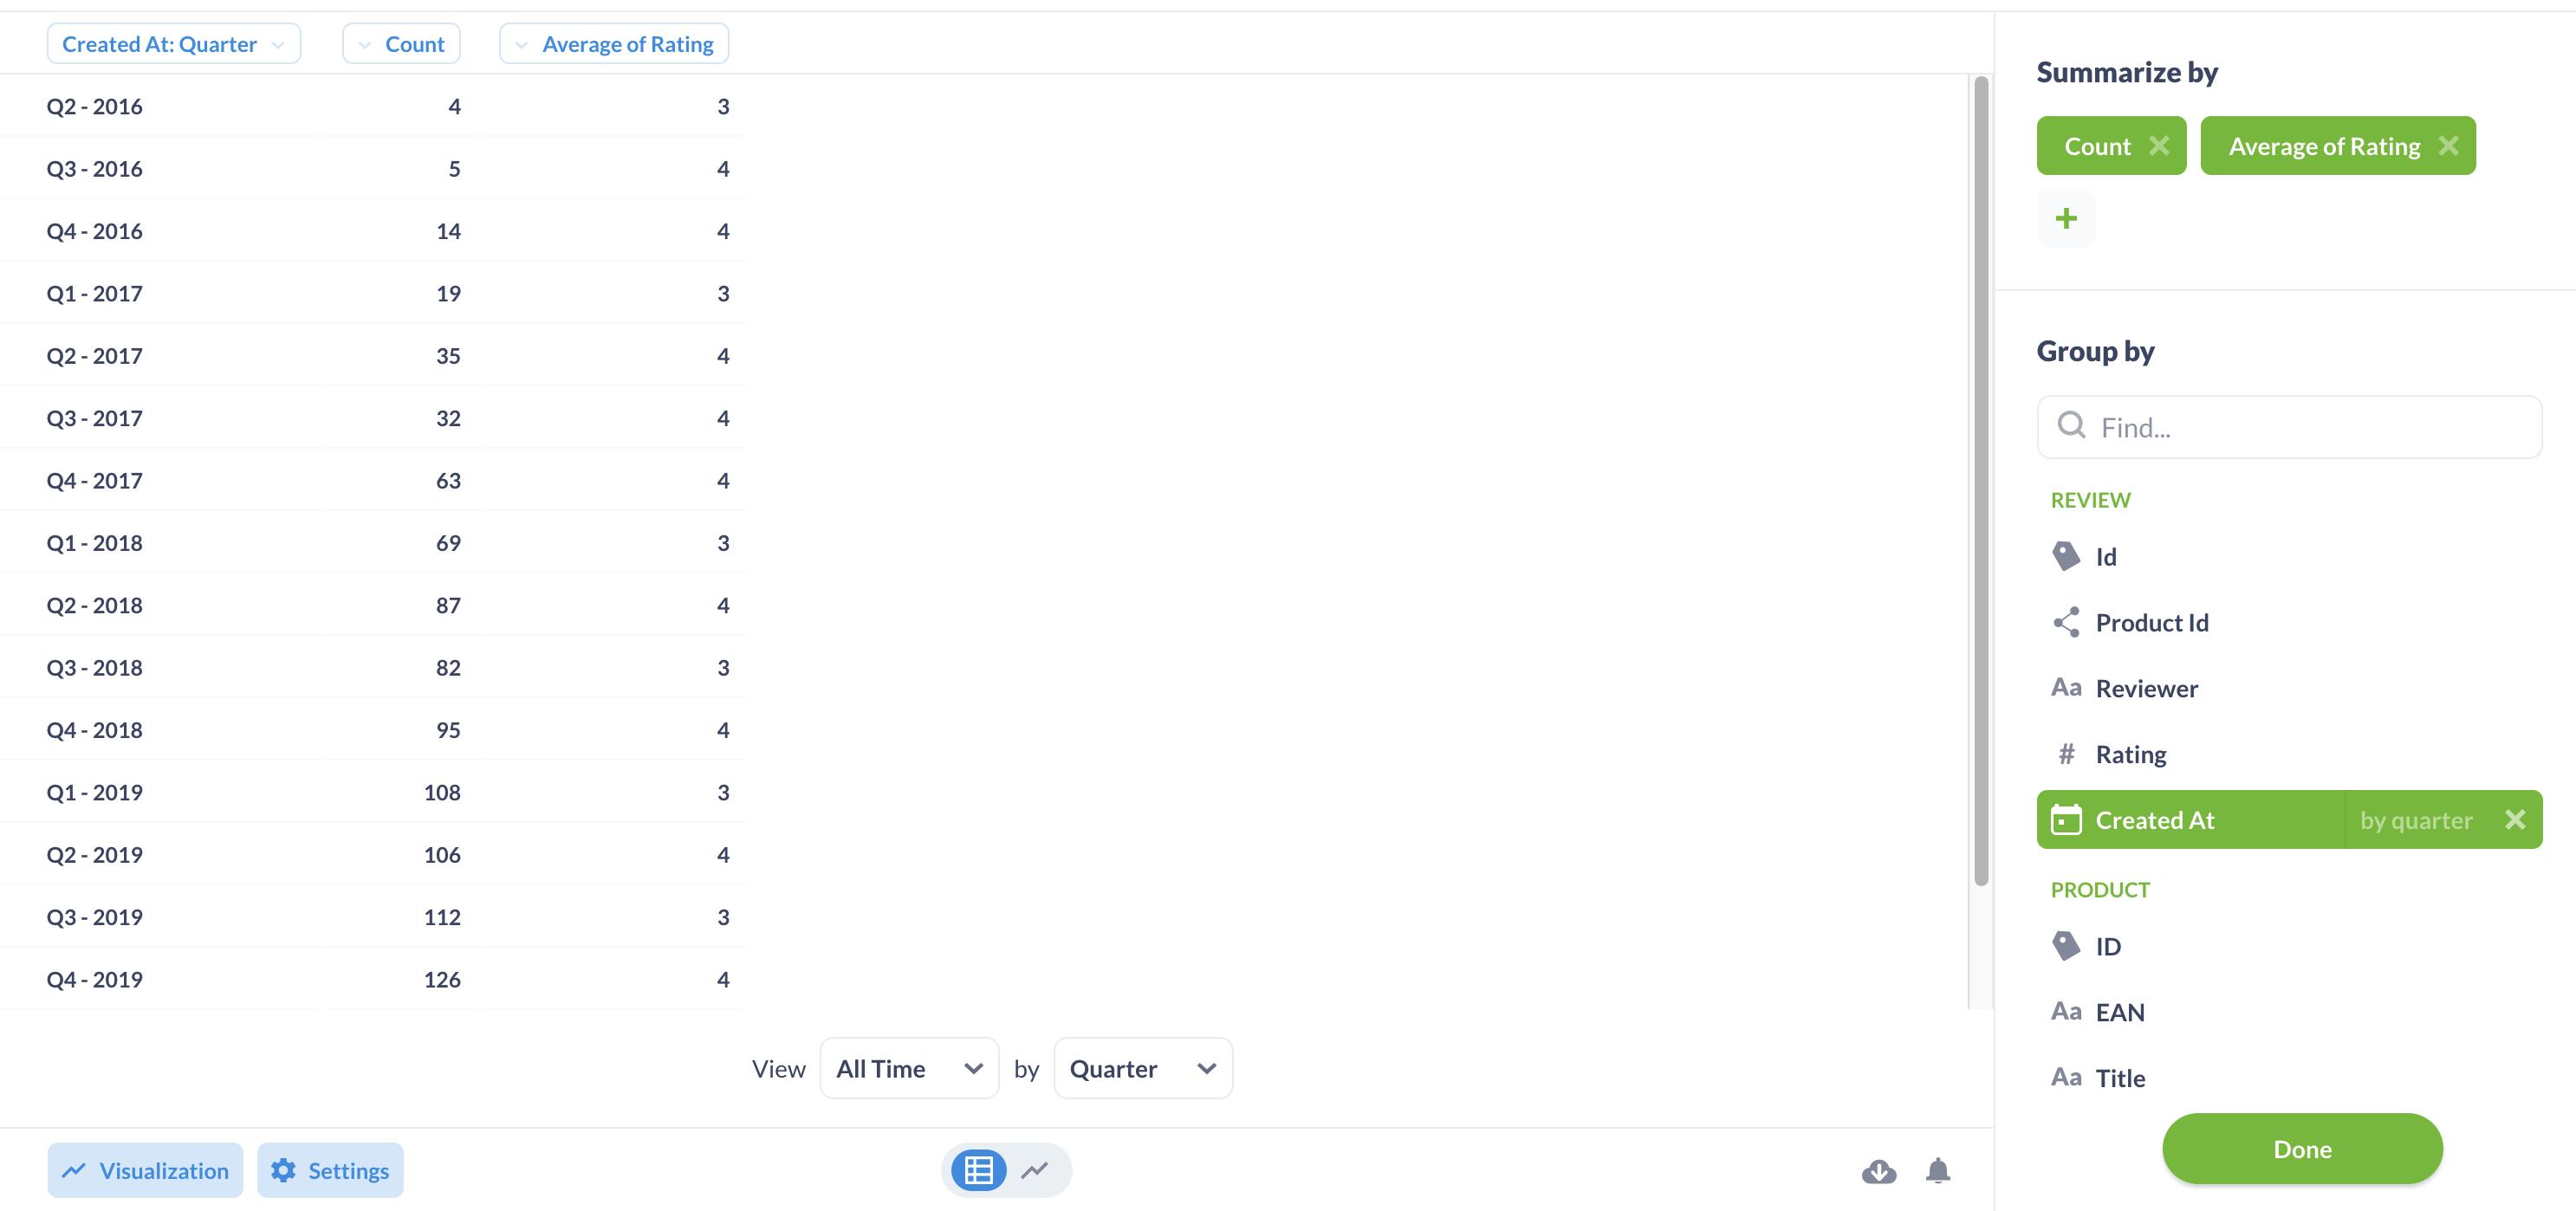 Created At: Quarter Count Average of Rating
Q2 - 2016 4 3
Q3 - 2016 5 4
Q4 - 2016 14 4
Q1 - 2017 19 3
Q2 - 2017 35 4
Q3 - 2017 32 4
Q4 - 2017 63 4
Q1 - 2018 69 3
Q2 - 2018 87 4
Q3 - 2018 82 3
Q4 - 2018 95 4
Q1 - 2019 108 3
Q2 - 2019 106 4
Q3 - 2019 112 3
Q4 - 2019 126 4
View All Time by Quarter
Visualization Settings
Summarize by
Count Average of Rating
+
Group by
Find...
REVIEW
Id
Product Id
Aa Reviewer
# Rating
Created At by quarter
PRODUCT
ID
Aa EAN
Aa Title
Done